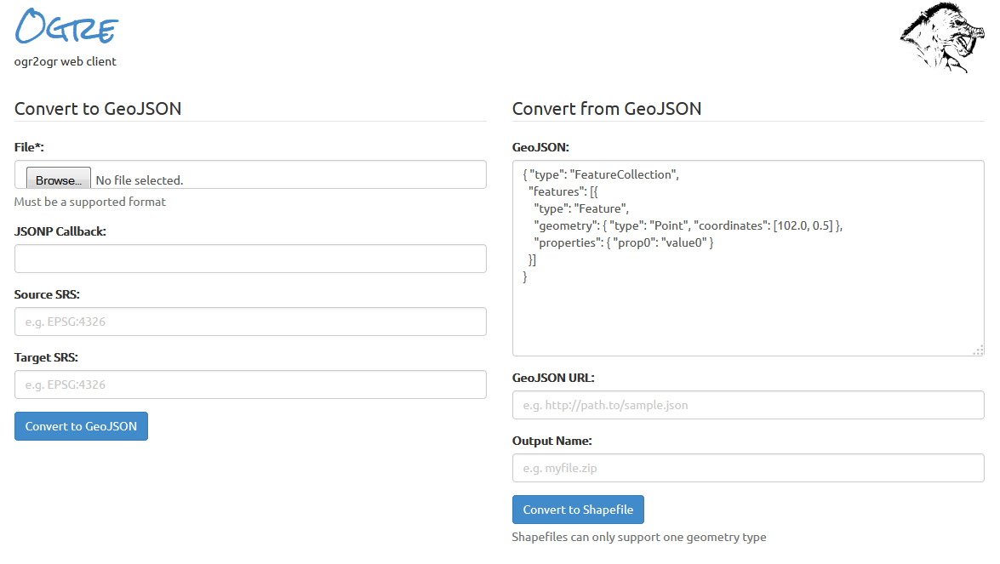 Ogre
ogr2ogr web client
Convert to GeoJSON
File*:
Browse... No file selected.
Must be a supported format
JSONP Callback:
Source SRS:
e.g. EPSG:4326
Target SRS:
e.g. EPSG:4326
Convert to GeoJSON
Convert from GeoJSON
GeoJSON:
{ "type": "FeatureCollection",
"features": [{
"type": "Feature",
"geometry": { "type": "Point", "coordinates": [102.0, 0.5] },
"properties": { "prop0": "value0" }
}]
}
GeoJSON URL:
e.g. http://path.to/sample.json
Output Name:
e.g. myfile.zip
Convert to Shapefile
Shapefiles can only support one geometry type